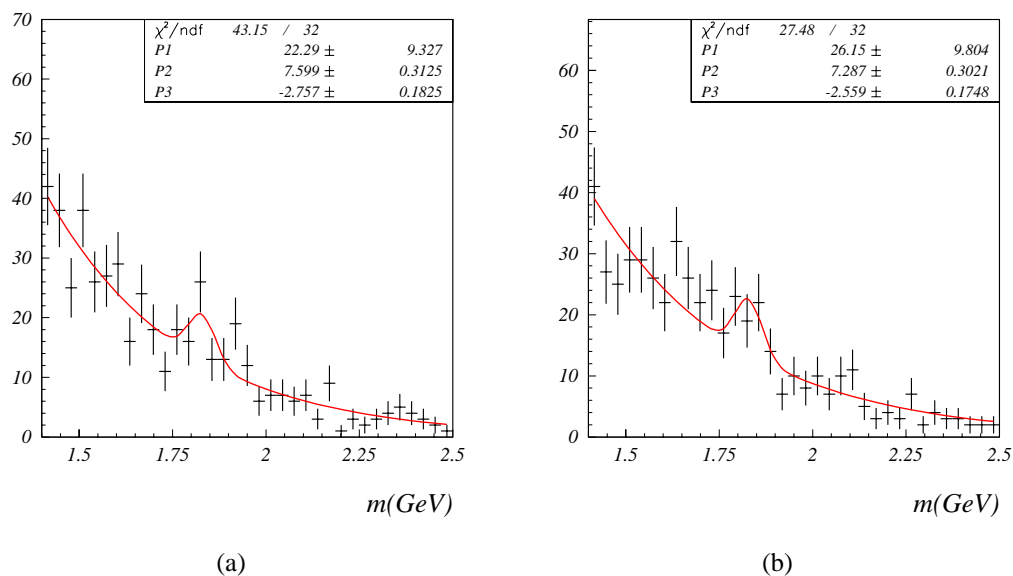 χ²/ndf 43.15 / 32
P1 22.29 ± 9.327
P2 7.599 ± 0.3125
P3 -2.757 ± 0.1825
70
60
50
40
30
20
10
0
1.5 1.75 2 2.25 2.5
m(GeV)
(a)
χ²/ndf 27.48 / 32
P1 26.15 ± 9.804
P2 7.287 ± 0.3021
P3 -2.559 ± 0.1748
60
50
40
30
20
10
0
1.5 1.75 2 2.25 2.5
m(GeV)
(b)